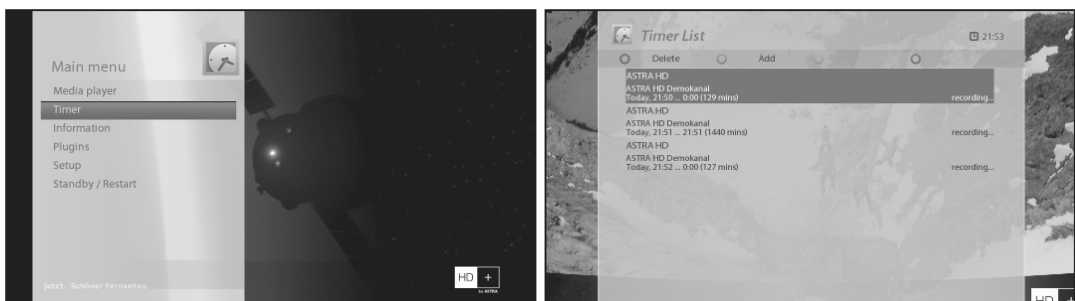 Main menu
Media player
Timer
Information
Plugins
Setup
Standby / Restart
Jetzt. Schöner Fernsehen.
HD +
by ASTRA
Timer List
21:53
Delete Add
ASTRA HD
ASTRA HD Demokanal
Today, 21:50 ... 0:00 (129 mins) recording...
ASTRA HD
ASTRA HD Demokanal
Today, 21:51 ... 21:51 (1440 mins) recording...
ASTRA HD
ASTRA HD Demokanal
Today, 21:52 ... 0:00 (127 mins) recording...
HD +